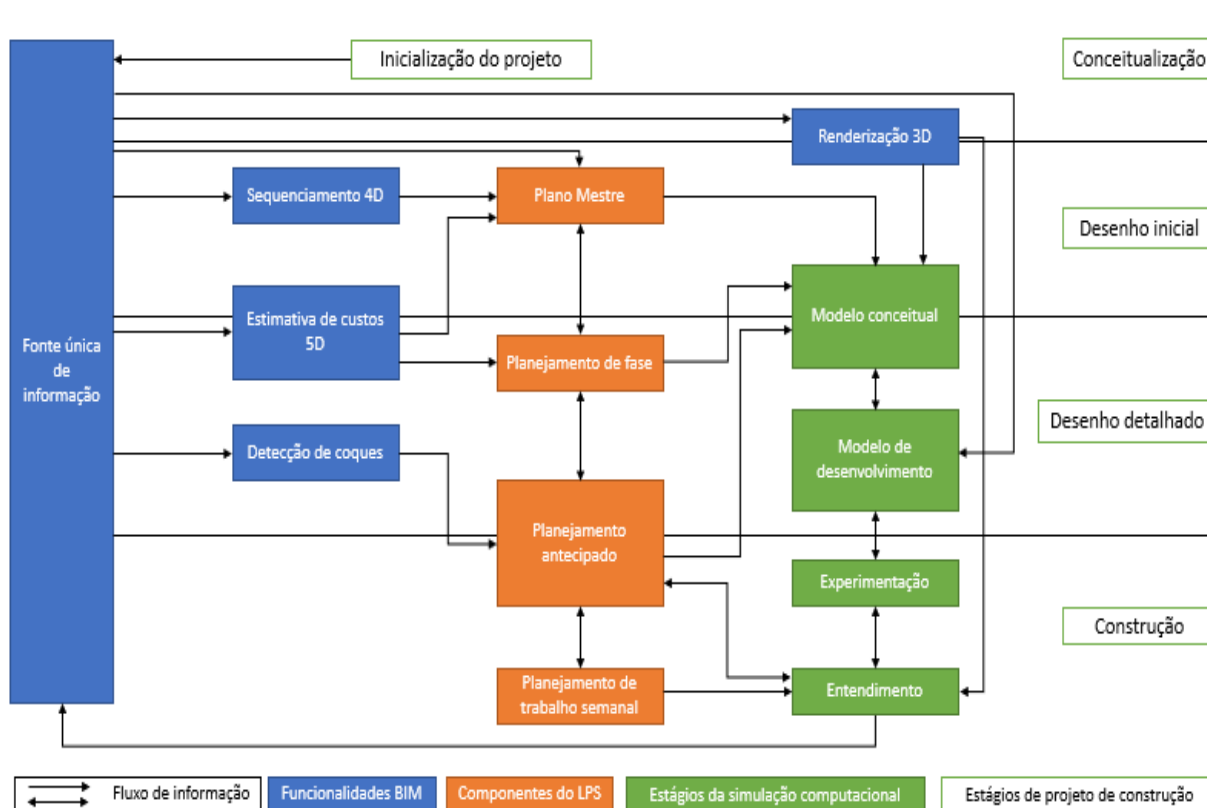 Inicialização do projeto
Conceitualização
Renderização 3D
Sequenciamento 4D
Plano Mestre
Desenho inicial
Fonte única
de
informação
Estimativa de custos
5D
Modelo conceitual
Planejamento de fase
Desenho detalhado
Detecção de coques
Modelo de
desenvolvimento
Planejamento
antecipado
Experimentação
Construção
Planejamento de
trabalho semanal
Entendimento
Fluxo de informação
Funcionalidades BIM
Componentes do LPS
Estágios da simulação computacional
Estágios de projeto de construção